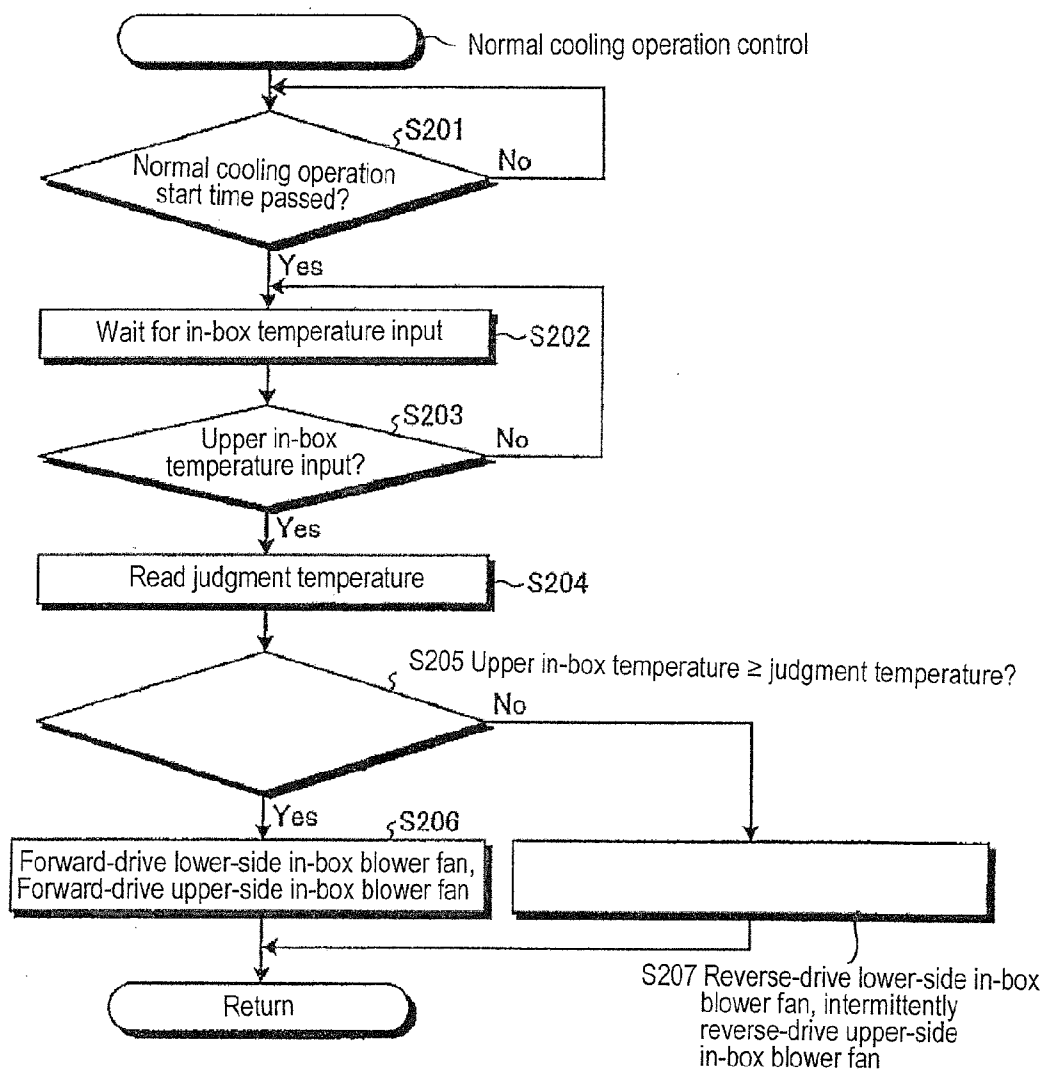 Normal cooling operation control
S201
Normal cooling operation
start time passed?
No
Yes
Wait for in-box temperature input
S202
S203
Upper in-box
temperature input?
No
Yes
Read judgment temperature
S204
S205 Upper in-box temperature ≥ judgment temperature?
No
Yes
S206
Forward-drive lower-side in-box blower fan,
Forward-drive upper-side in-box blower fan
S207 Reverse-drive lower-side in-box
blower fan, intermittently
reverse-drive upper-side
in-box blower fan
Return